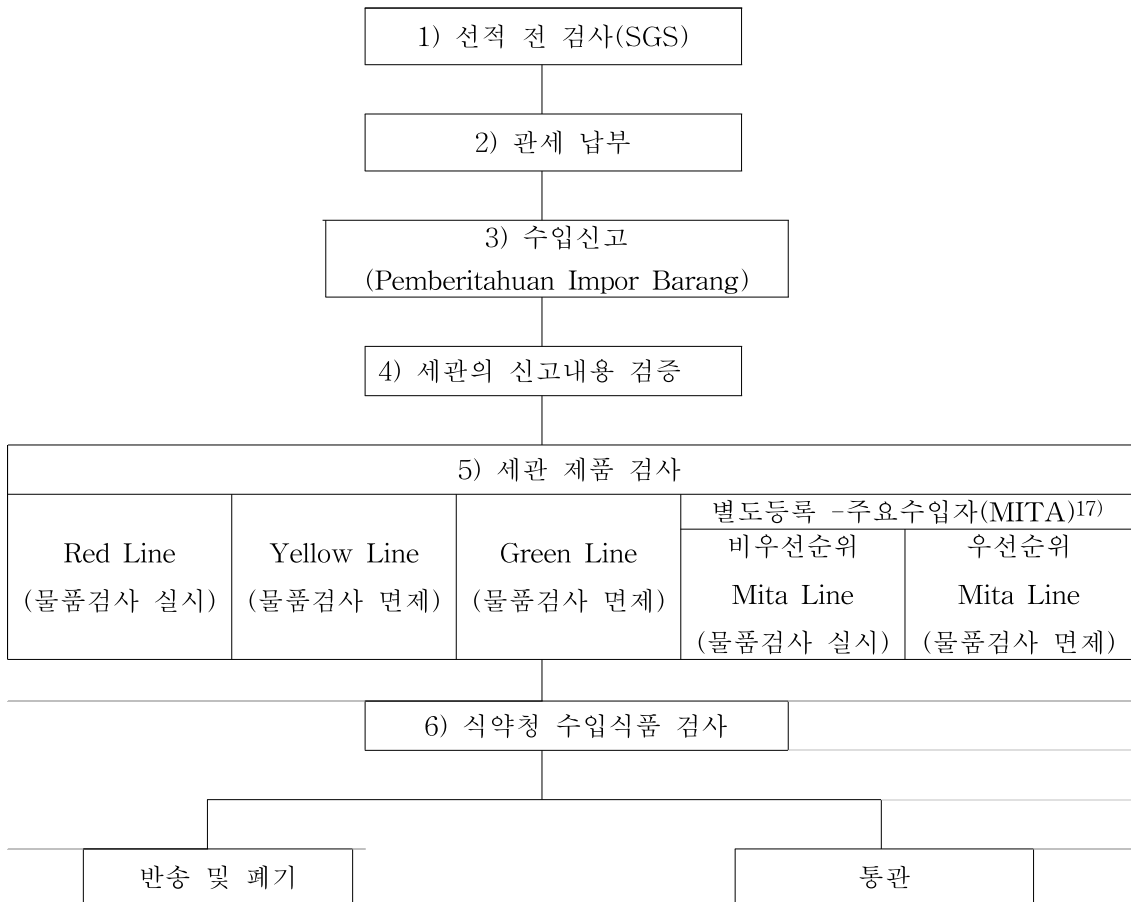 1) 선적 전 검사(SGS)
2) 관세 납부
3) 수입신고
(Pemberitahuan Impor Barang)
4) 세관의 신고내용 검증
5) 세관 제품 검사
Red Line
(물품검사 실시)
Yellow Line
(물품검사 면제)
Green Line
(물품검사 면제)
별도등록 -주요수입자(MITA)17)
비우선순위
Mita Line
(물품검사 실시)
우선순위
Mita Line
(물품검사 면제)
6) 식약청 수입식품 검사
반송 및 폐기
통관